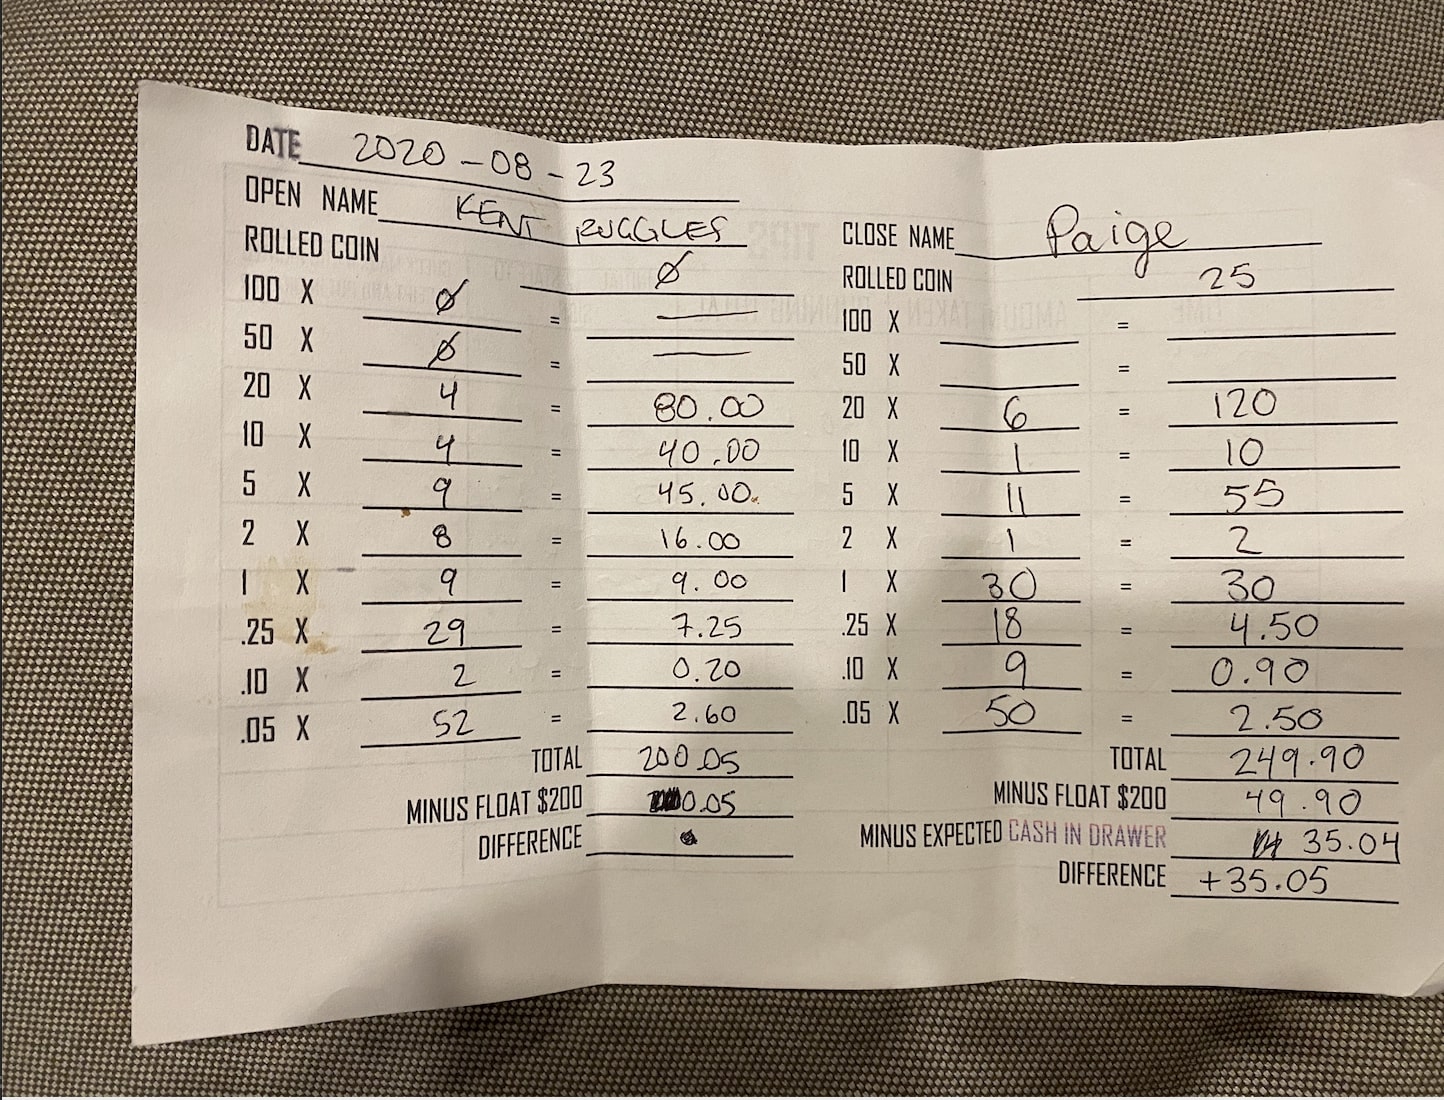 DATE 2020-08-23
OPEN NAME KENT RUGGLES
ROLLED COIN Ø
100 X Ø = —
50 X Ø = —
20 X 4 = 80.00
10 X 4 = 40.00
5 X 9 = 45.00
2 X 8 = 16.00
1 X 9 = 9.00
.25 X 29 = 7.25
.10 X 2 = 0.20
.05 X 52 = 2.60
TOTAL 200.05
MINUS FLOAT $200 0.05
DIFFERENCE
CLOSE NAME Paige
ROLLED COIN 25
100 X =
50 X =
20 X 6 = 120
10 X 1 = 10
5 X 11 = 55
2 X 1 = 2
1 X 30 = 30
.25 X 18 = 4.50
.10 X 9 = 0.90
.05 X 50 = 2.50
TOTAL 249.90
MINUS FLOAT $200 49.90
MINUS EXPECTED CASH IN DRAWER 35.04
DIFFERENCE +35.05